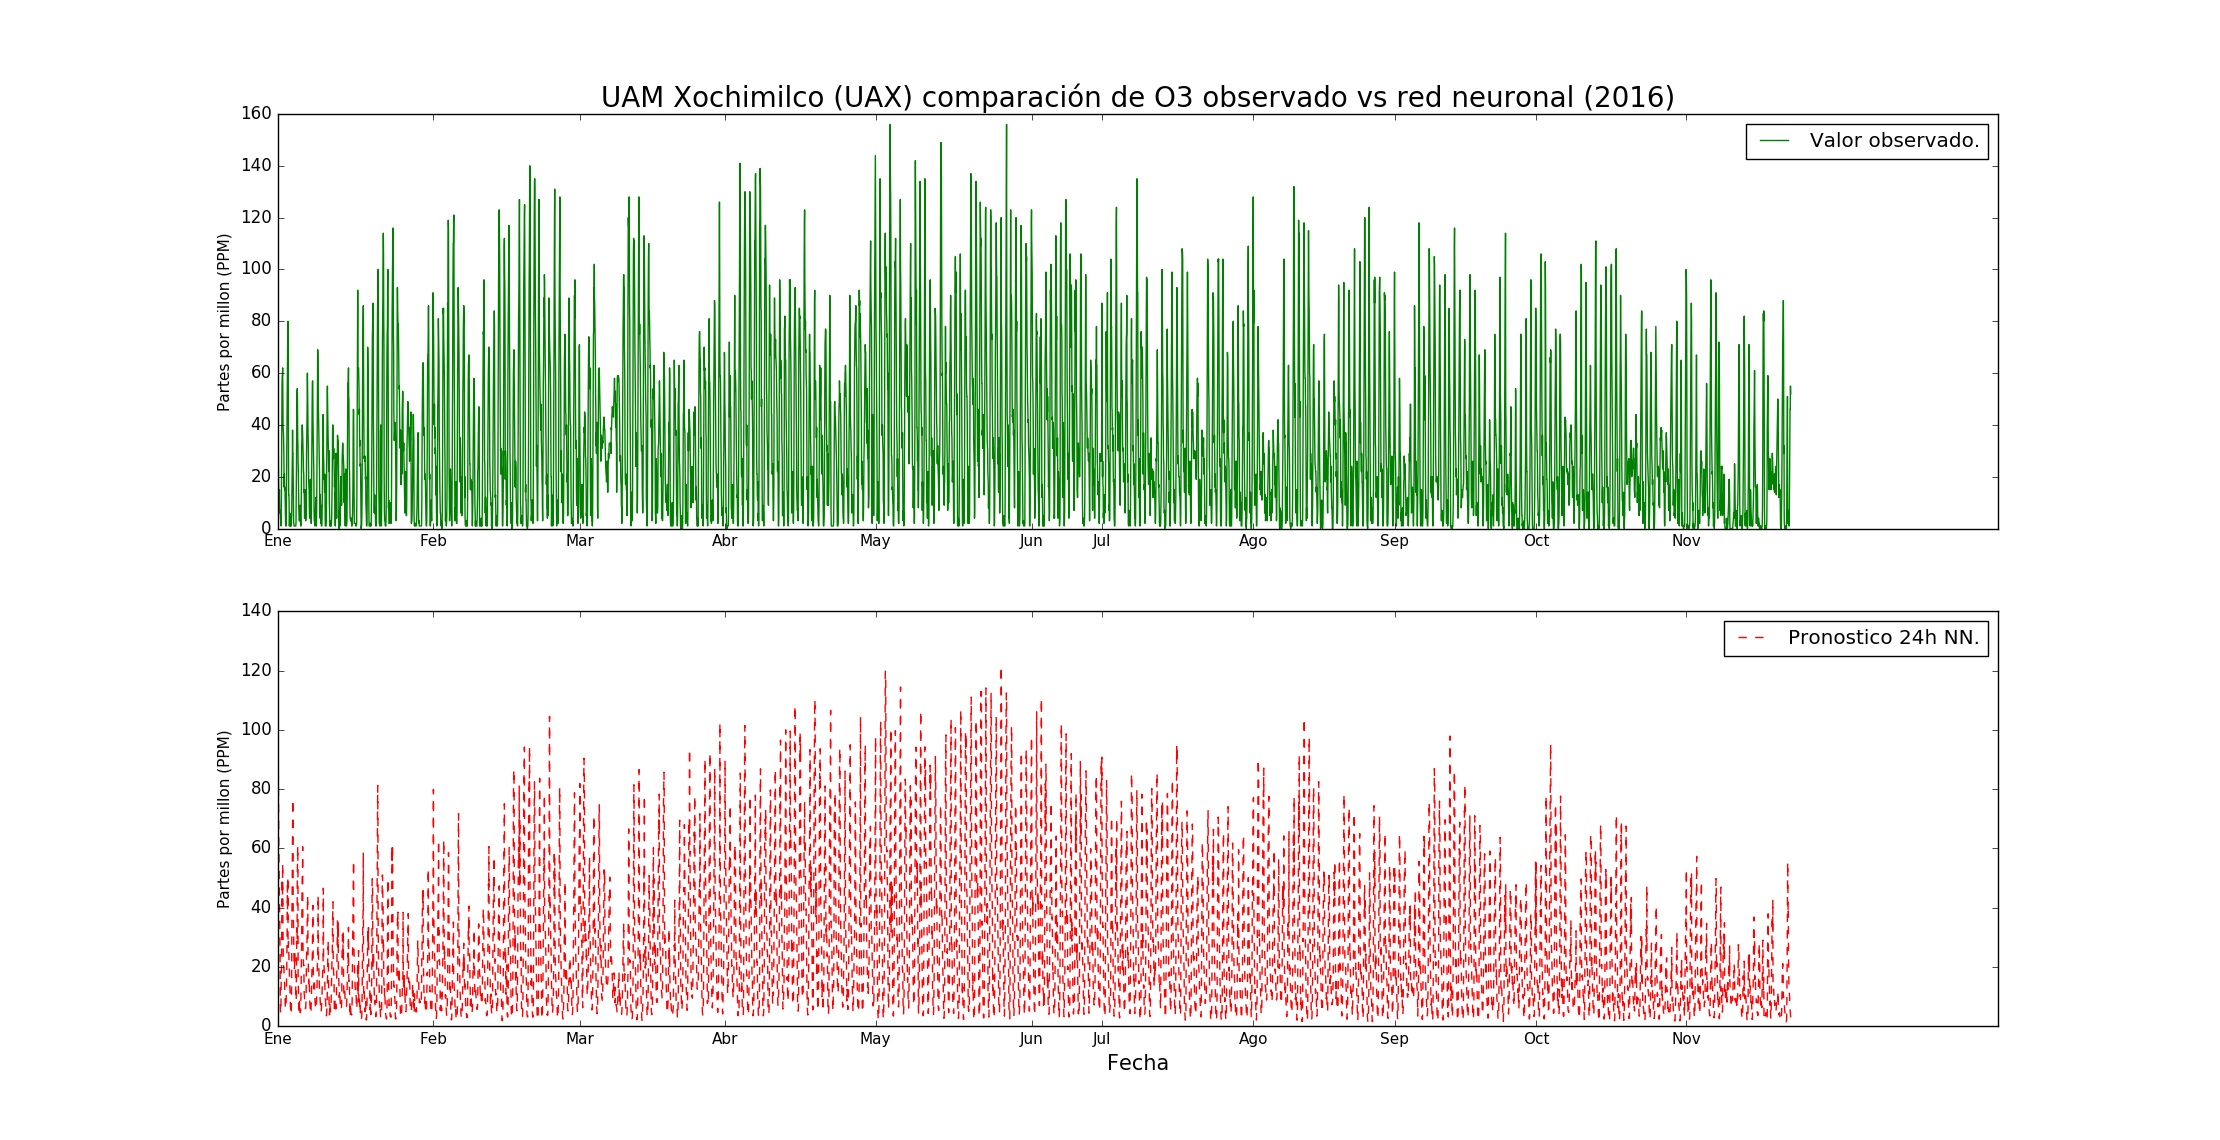 UAM Xochimilco (UAX) comparación de O3 observado vs red neuronal (2016)
160
140
120
100
80
60
40
20
0
Partes por millon (PPM)
Valor observado.
Ene Feb Mar Abr May Jun Jul Ago Sep Oct Nov
140
120
100
80
60
40
20
0
Partes por millon (PPM)
Pronostico 24h NN.
Ene Feb Mar Abr May Jun Jul Ago Sep Oct Nov
Fecha